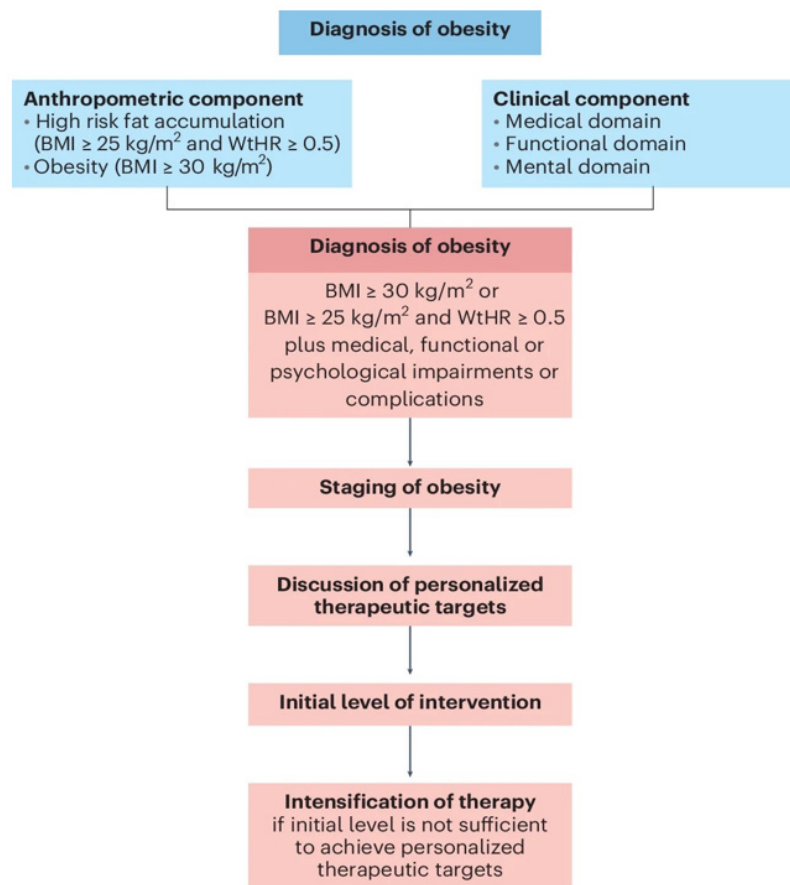 Diagnosis of obesity
Anthropometric component
• High risk fat accumulation
(BMI ≥ 25 kg/m² and WtHR ≥ 0.5)
• Obesity (BMI ≥ 30 kg/m²)
Clinical component
• Medical domain
• Functional domain
• Mental domain
Diagnosis of obesity
BMI ≥ 30 kg/m² or
BMI ≥ 25 kg/m² and WtHR ≥ 0.5
plus medical, functional or
psychological impairments or
complications
Staging of obesity
Discussion of personalized
therapeutic targets
Initial level of intervention
Intensification of therapy
if initial level is not sufficient
to achieve personalized
therapeutic targets